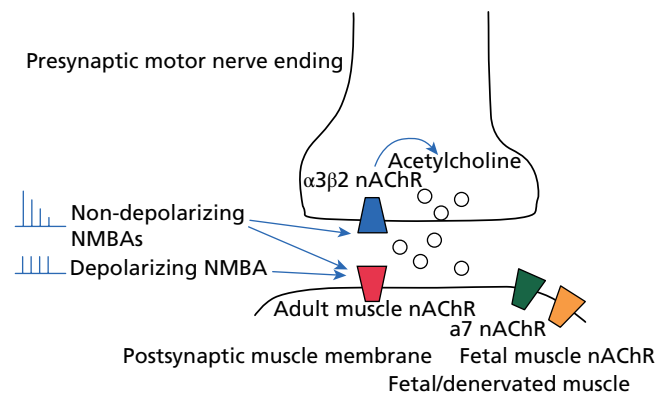 Presynaptic motor nerve ending
Acetylcholine
α3β2 nAChR
Non-depolarizing
NMBAs
Depolarizing NMBA
Adult muscle nAChR
a7 nAChR
Postsynaptic muscle membrane
Fetal muscle nAChR
Fetal/denervated muscle